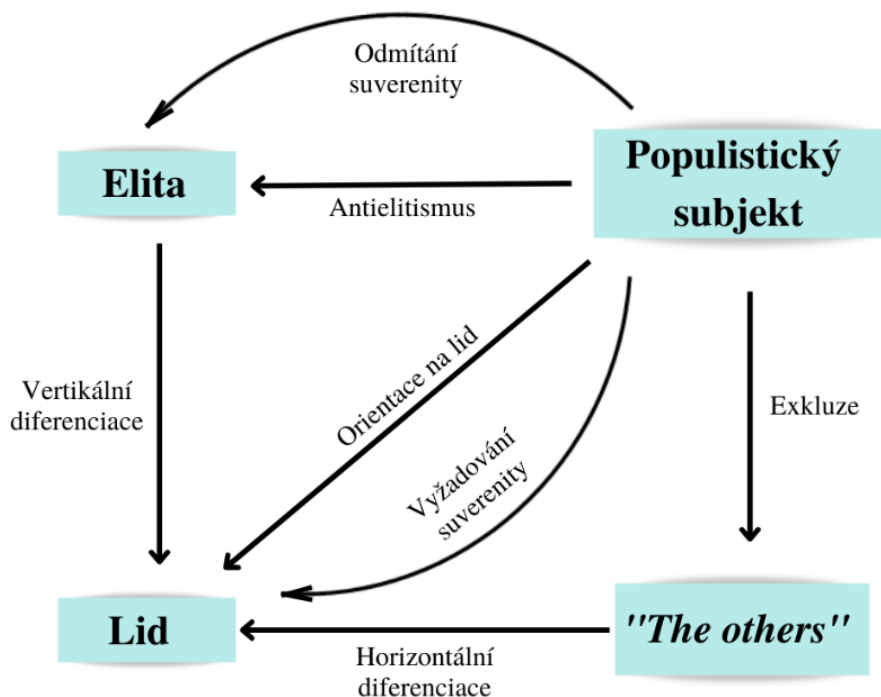 Odmítání
suverenity
Populistický
subjekt
Elita
Antielitismus
Vertikální
diferenciace
Orientace na lid
Vyžadování
suverenity
Exkluze
Lid
"The others"
Horizontální
diferenciace